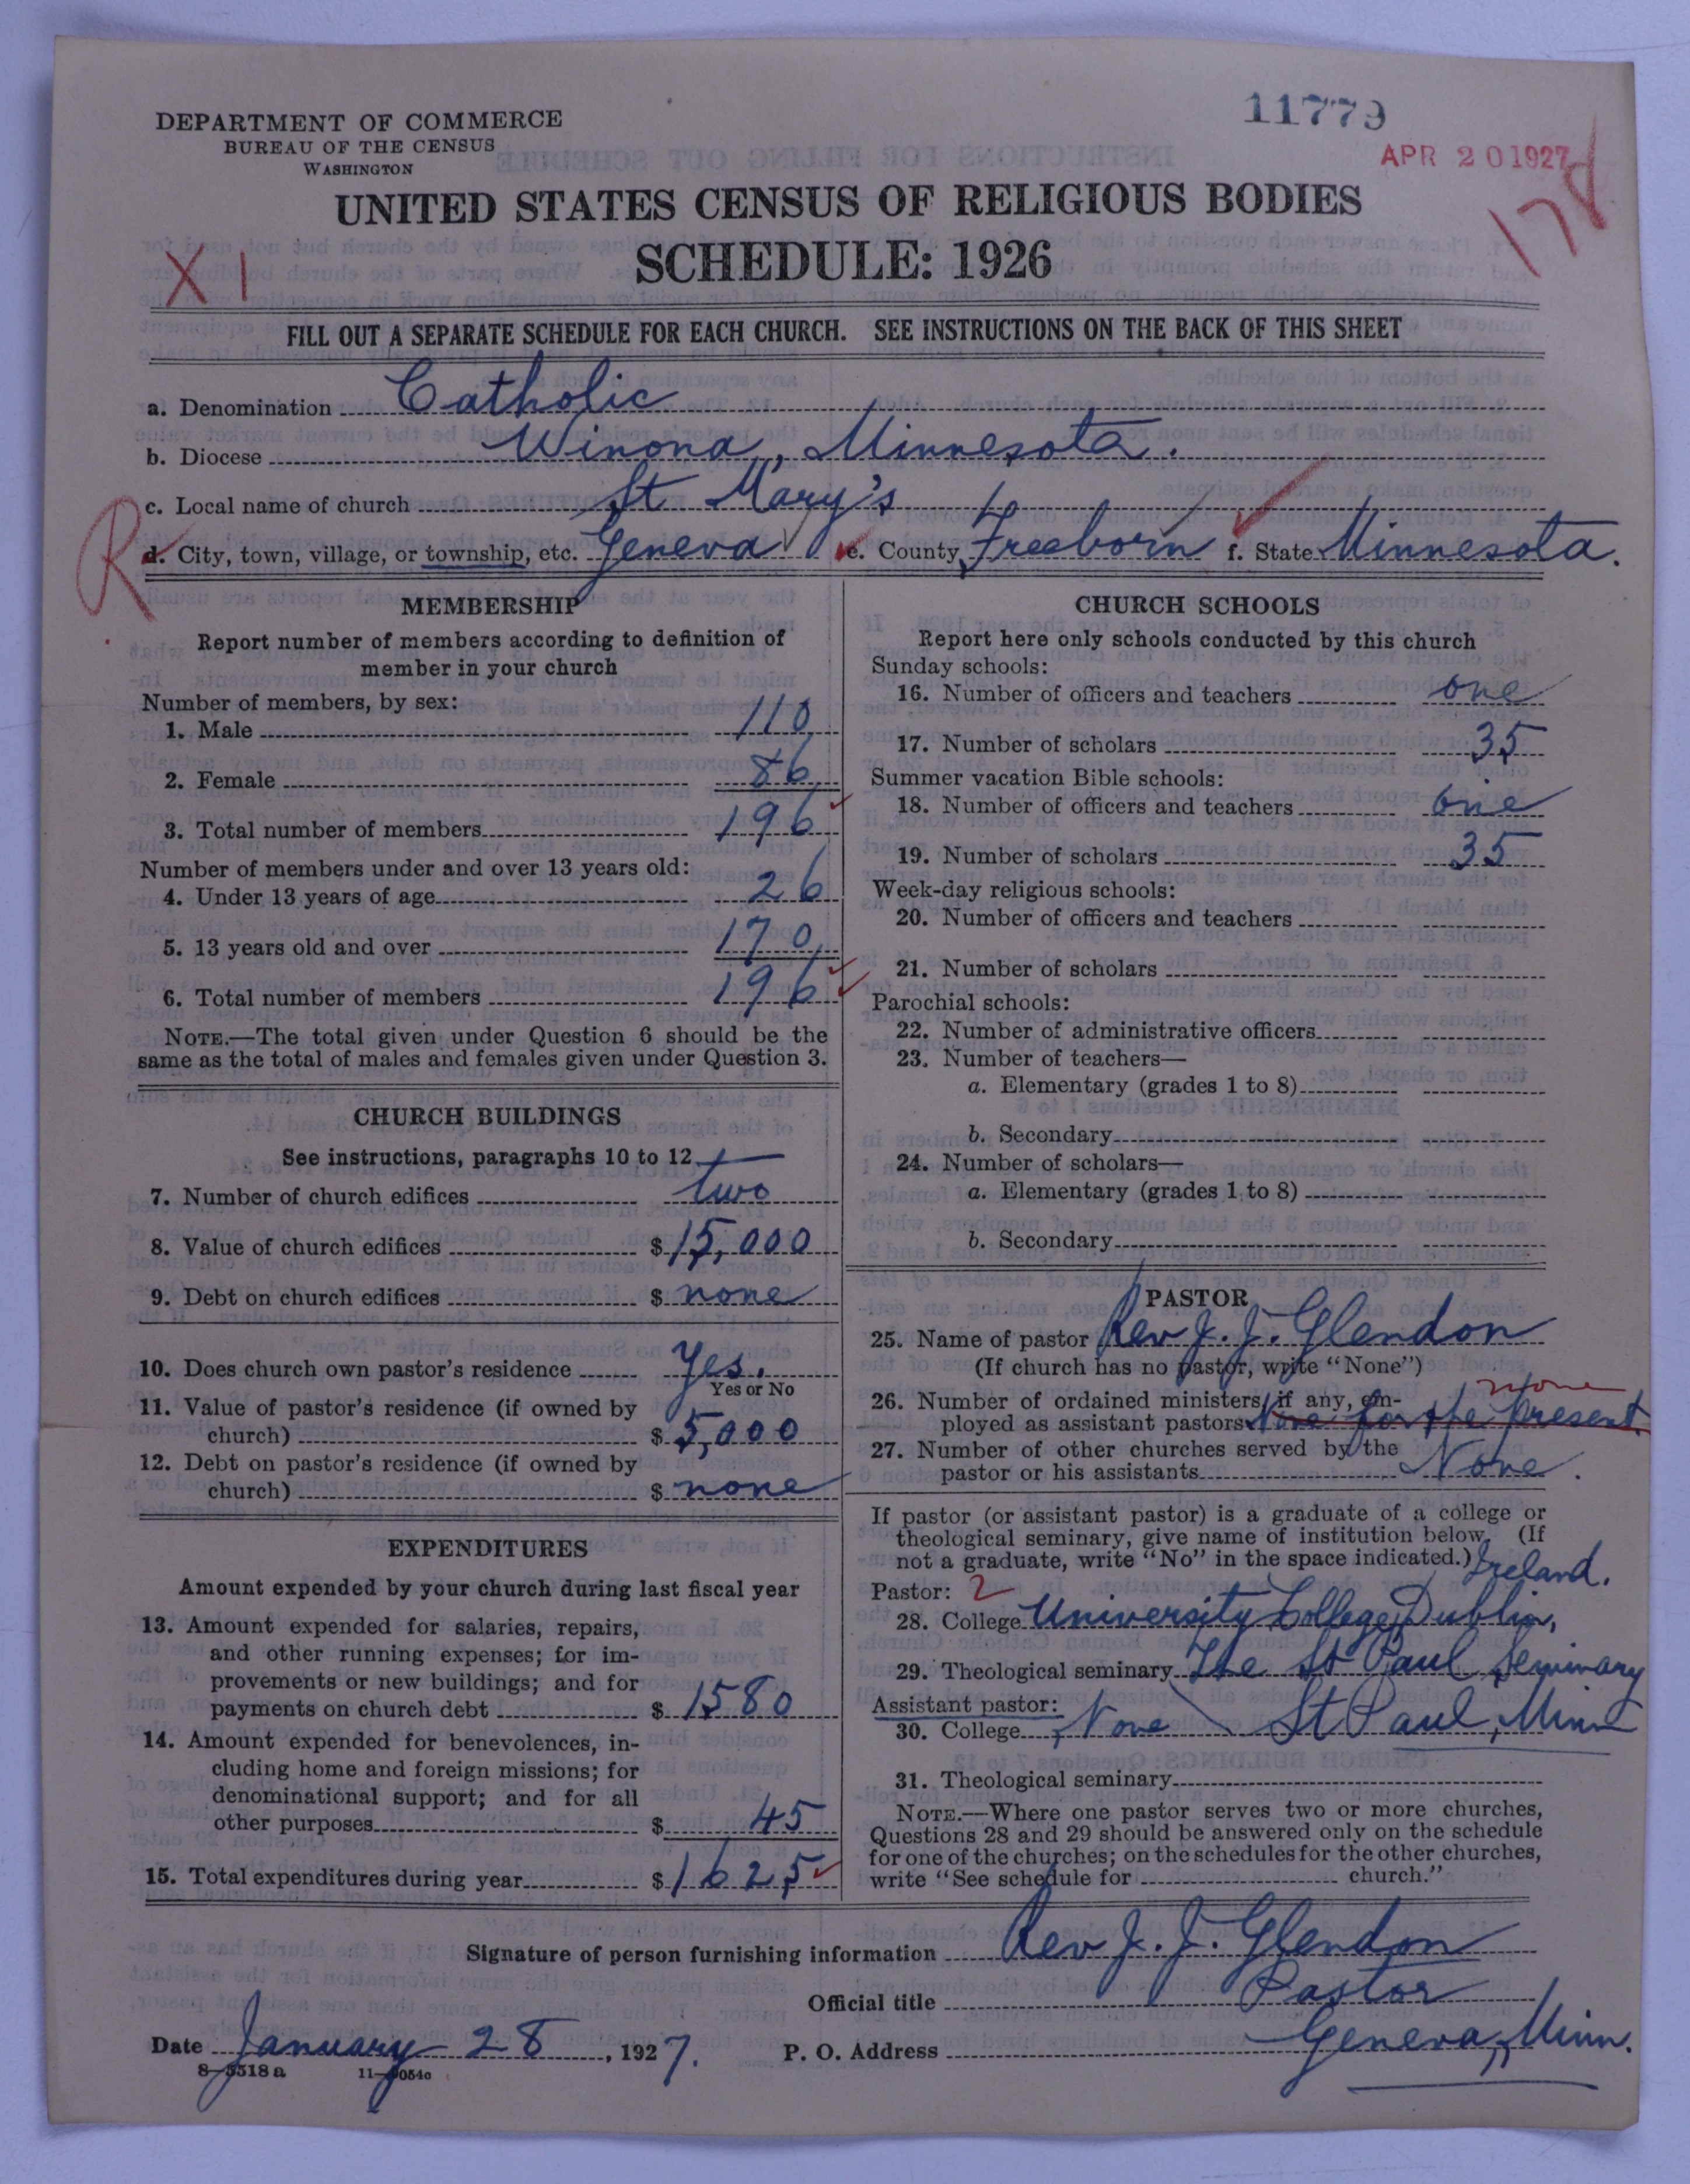 DEPARTMENT OF COMMERCE
BUREAU OF THE CENSUS
WASHINGTON
11779
APR 20 1927
178
UNITED STATES CENSUS OF RELIGIOUS BODIES
SCHEDULE: 1926
X1
FILL OUT A SEPARATE SCHEDULE FOR EACH CHURCH. SEE INSTRUCTIONS ON THE BACK OF THIS SHEET
a. Denomination Catholic
b. Diocese Winona, Minnesota.
c. Local name of church St Mary's
R
d. City, town, village, or township, etc. Geneva e. County Freeborn f. State Minnesota.
MEMBERSHIP
Report number of members according to definition of
member in your church
Number of members, by sex:
1. Male 110
2. Female 86
3. Total number of members 196
Number of members under and over 13 years old:
4. Under 13 years of age 26
5. 13 years old and over 170
6. Total number of members 196
NOTE.—The total given under Question 6 should be the
same as the total of males and females given under Question 3.
CHURCH BUILDINGS
See instructions, paragraphs 10 to 12
7. Number of church edifices two
8. Value of church edifices $ 15,000
9. Debt on church edifices $ none
10. Does church own pastor's residence Yes.
Yes or No
11. Value of pastor's residence (if owned by
church) $ 5,000
12. Debt on pastor's residence (if owned by
church) $ none
EXPENDITURES
Amount expended by your church during last fiscal year
13. Amount expended for salaries, repairs,
and other running expenses; for im-
provements or new buildings; and for
payments on church debt $ 1580
14. Amount expended for benevolences, in-
cluding home and foreign missions; for
denominational support; and for all
other purposes $ 45
15. Total expenditures during year $ 1625
CHURCH SCHOOLS
Report here only schools conducted by this church
Sunday schools:
16. Number of officers and teachers one
17. Number of scholars 35
Summer vacation Bible schools:
18. Number of officers and teachers one
19. Number of scholars 35
Week-day religious schools:
20. Number of officers and teachers
21. Number of scholars
Parochial schools:
22. Number of administrative officers
23. Number of teachers—
a. Elementary (grades 1 to 8)
b. Secondary
24. Number of scholars—
a. Elementary (grades 1 to 8)
b. Secondary
PASTOR
25. Name of pastor Rev J. J. Glendon
(If church has no pastor, write "None")
26. Number of ordained ministers, if any, em- none
ployed as assistant pastors None for the present.
27. Number of other churches served by the
pastor or his assistants None.
If pastor (or assistant pastor) is a graduate of a college or
theological seminary, give name of institution below. (If
not a graduate, write "No" in the space indicated.) Ireland.
Pastor: 2
28. College University College, Dublin,
29. Theological seminary The St Paul Seminary
Assistant pastor:
30. College None St Paul, Minn
31. Theological seminary
NOTE.—Where one pastor serves two or more churches,
Questions 28 and 29 should be answered only on the schedule
for one of the churches; on the schedules for the other churches,
write "See schedule for church."
Signature of person furnishing information Rev J. J. Glendon
Official title Pastor
Date January 28, 1927. P. O. Address Geneva, Minn.
8-5518a 11-9054c